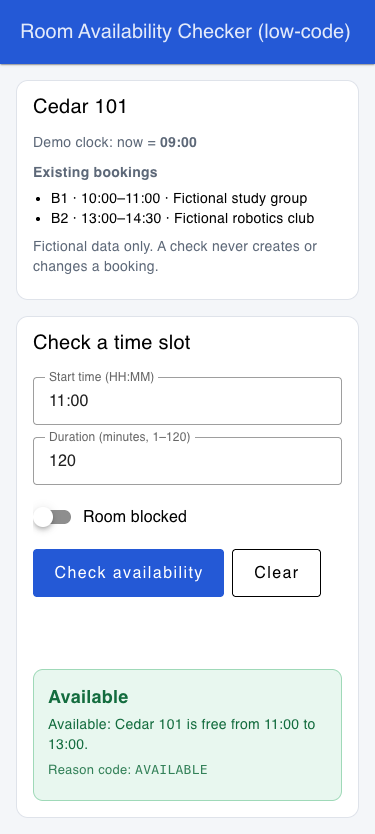 Room Availability Checker (low-code)
Cedar 101
Demo clock: now = 09:00
Existing bookings
• B1 · 10:00–11:00 · Fictional study group
• B2 · 13:00–14:30 · Fictional robotics club
Fictional data only. A check never creates or
changes a booking.
Check a time slot
Start time (HH:MM)
11:00
Duration (minutes, 1–120)
120
Room blocked
Check availability Clear
Available
Available: Cedar 101 is free from 11:00 to
13:00.
Reason code: AVAILABLE